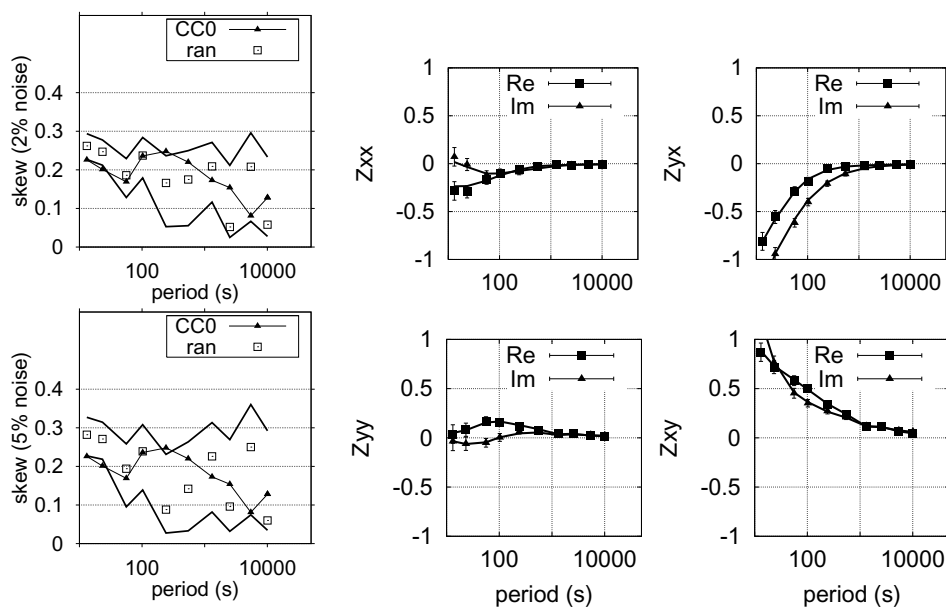 CC0
ran
skew (2% noise)
0.4
0.3
0.2
0.1
0
100
10000
period (s)
CC0
ran
skew (5% noise)
0.4
0.3
0.2
0.1
0
100
10000
period (s)
Re
Im
Zxx
1
0.5
0
-0.5
-1
100
10000
Re
Im
Zyx
1
0.5
0
-0.5
-1
100
10000
Re
Im
Zyy
1
0.5
0
-0.5
-1
100
10000
period (s)
Re
Im
Zxy
1
0.5
0
-0.5
-1
100
10000
period (s)